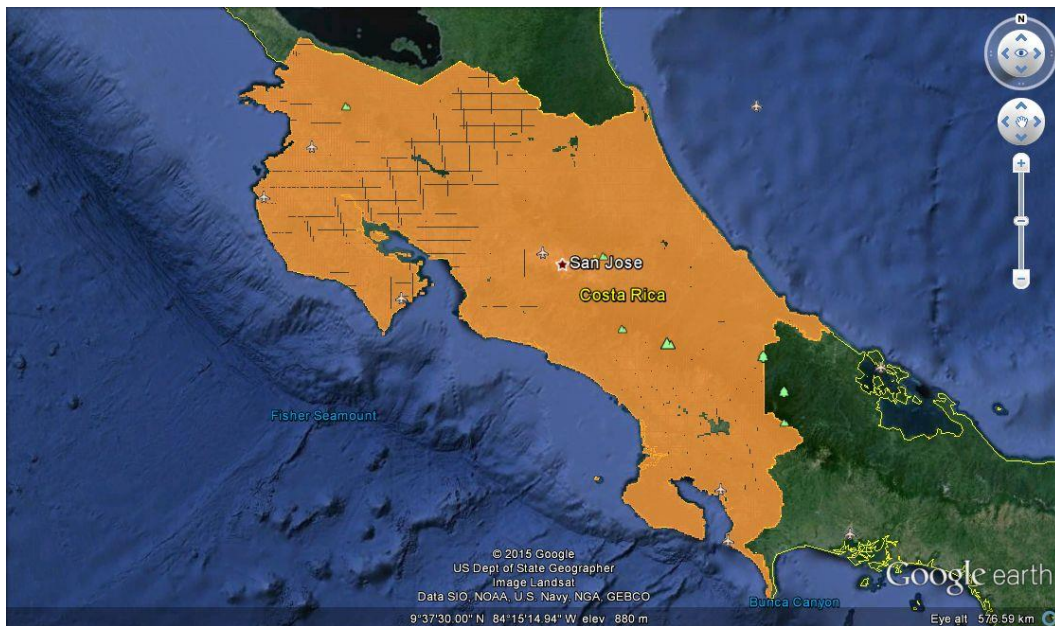 N
San Jose
Costa Rica
Fisher Seamount
© 2015 Google
US Dept of State Geographer
Image Landsat
Data SIO, NOAA, U.S. Navy, NGA, GEBCO
Google earth
Bunca Canyon
9°37'30.00" N 84°15'14.94" W elev 880 m
Eye alt 576.59 km